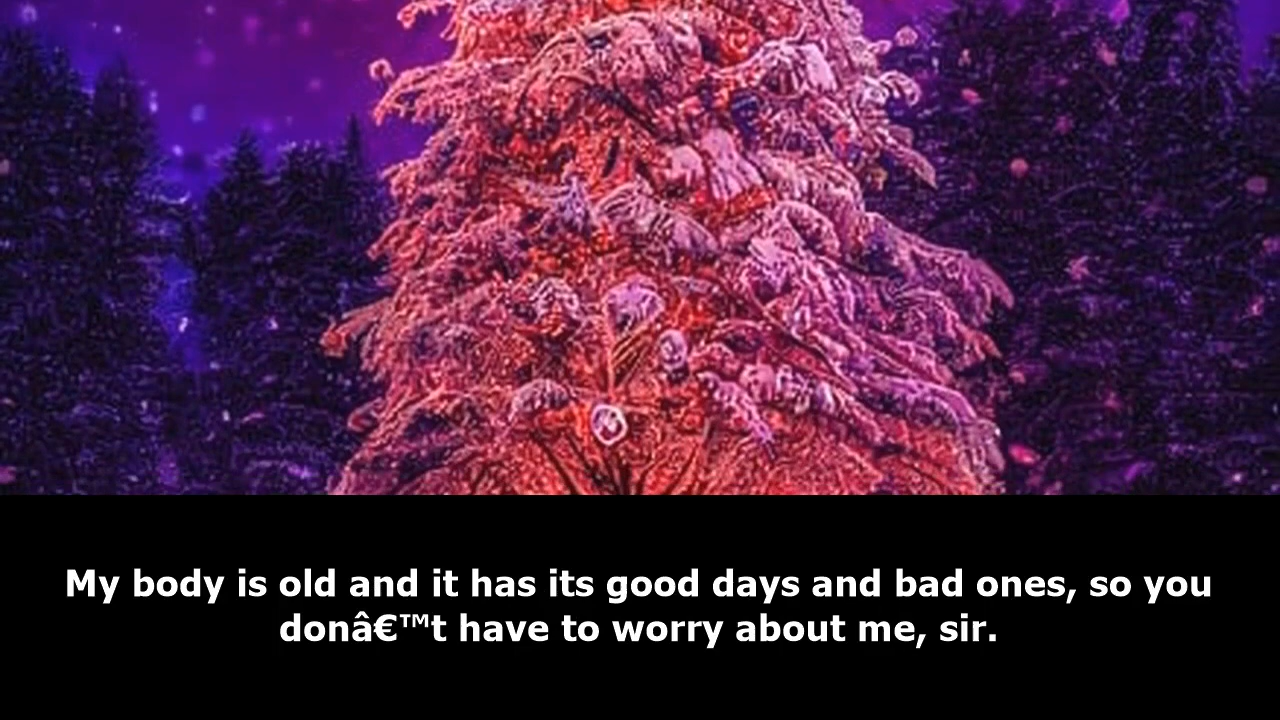 My body is old and it has its good days and bad ones, so you
donâ€™t have to worry about me, sir.